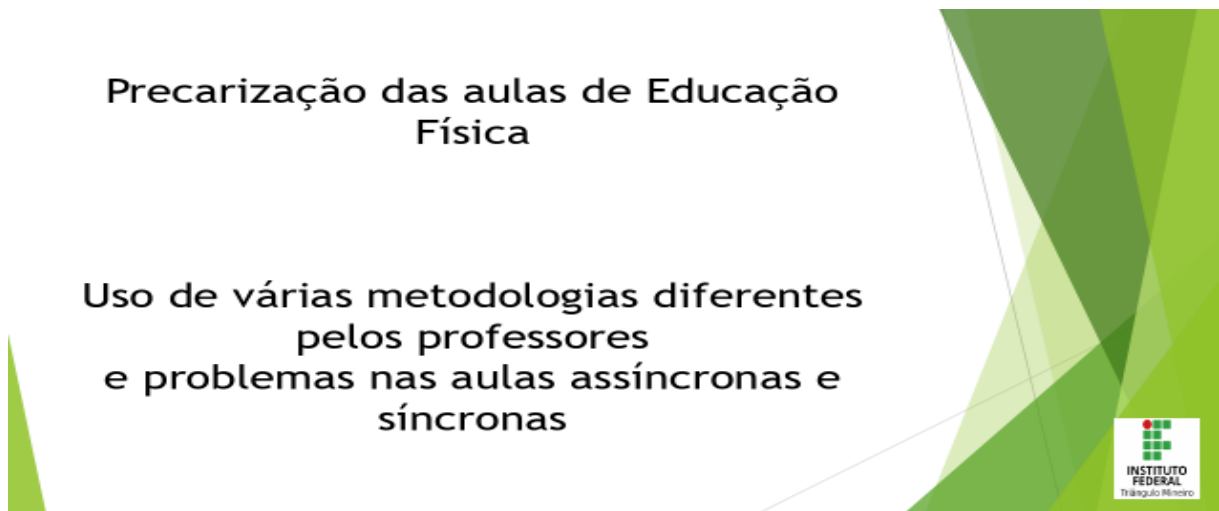 Precarização das aulas de Educação
Física
Uso de várias metodologias diferentes
pelos professores
e problemas nas aulas assíncronas e
síncronas
INSTITUTO
FEDERAL
Triângulo Mineiro